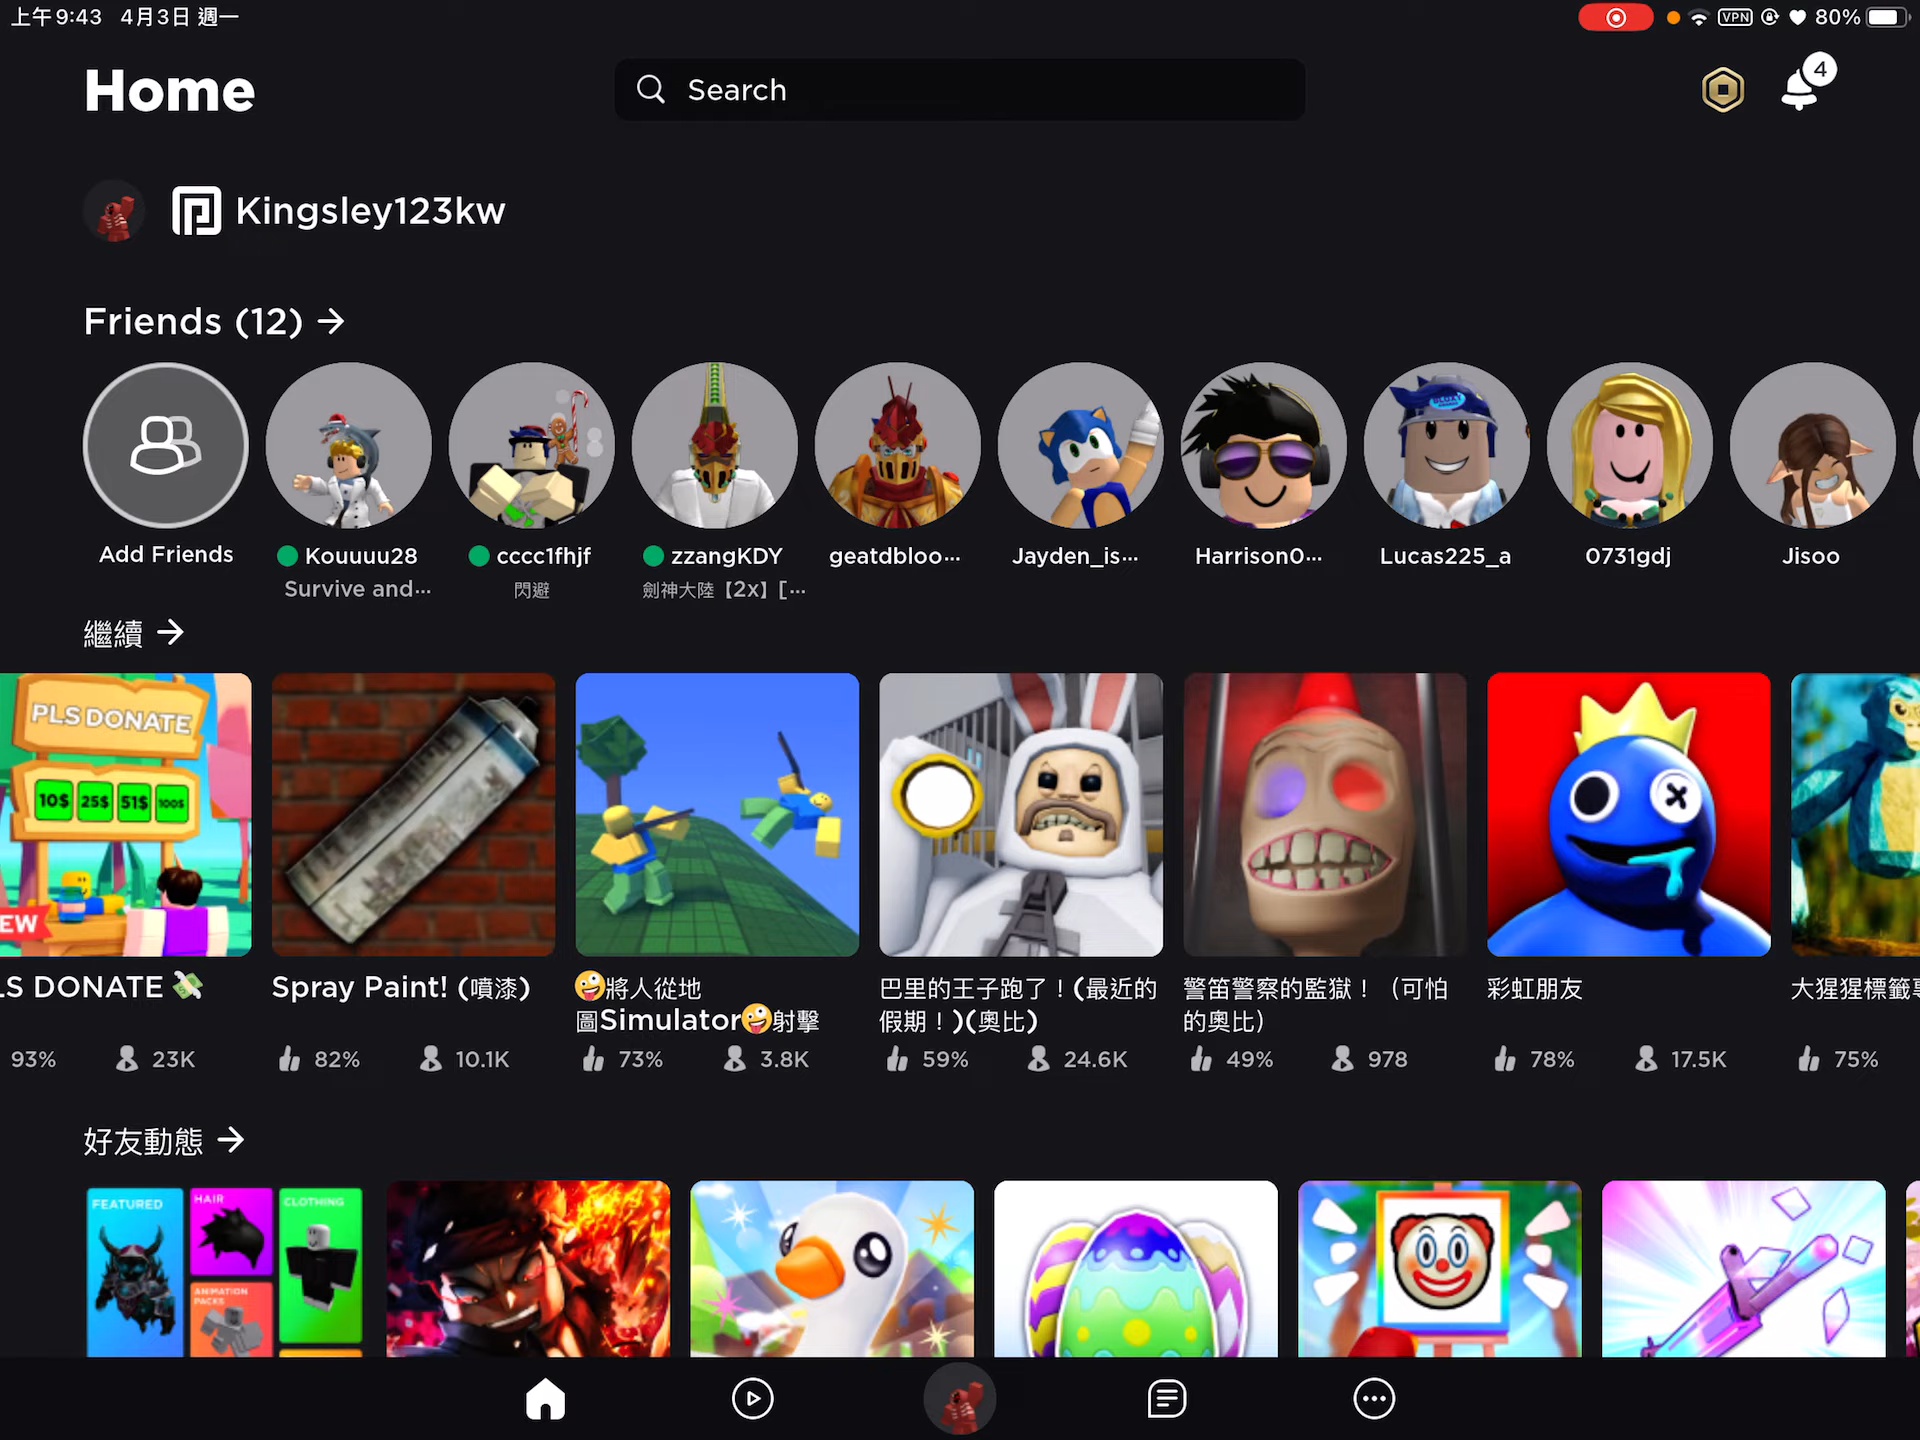 上午9:43 4月3日 週一
VPN 80%
Home
Search
4
Kingsley123kw
Friends (12) →
Add Friends
Kouuuu28
cccc1fhjf
zzangKDY
geatdbloo...
Jayden_is...
Harrison0...
Lucas225_a
0731gdj
Jisoo
Survive and...
閃避
劍神大陸【2x】[...
繼續 →
PLS DONATE
10$ 25$ 51$ 100$
EW
LS DONATE 💸
Spray Paint! (噴漆)
🤪將人從地
圖Simulator🤪射擊
巴里的王子跑了！(最近的
假期！)(奧比)
警笛警察的監獄！（可怕
的奧比）
彩虹朋友
大猩猩標籤專
93% 23K
82% 10.1K
73% 3.8K
59% 24.6K
49% 978
78% 17.5K
75%
好友動態 →
FEATURED
HAIR
CLOTHING
ANIMATION
PACKS